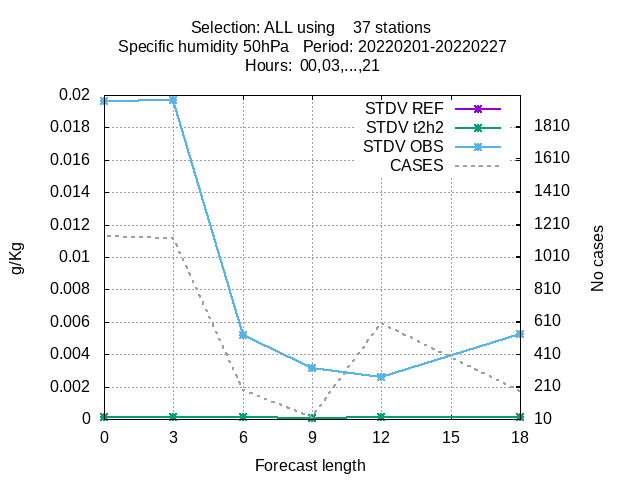 Selection: ALL using    37 stations
Specific humidity 50hPa   Period: 20220201-20220227
Hours:  00,03,...,21
STDV REF
STDV t2h2
STDV OBS
CASES
g/Kg
0.02
0.018
0.016
0.014
0.012
0.01
0.008
0.006
0.004
0.002
0
1810
1610
1410
1210
1010
810
610
410
210
10
No cases
0 3 6 9 12 15 18
Forecast length